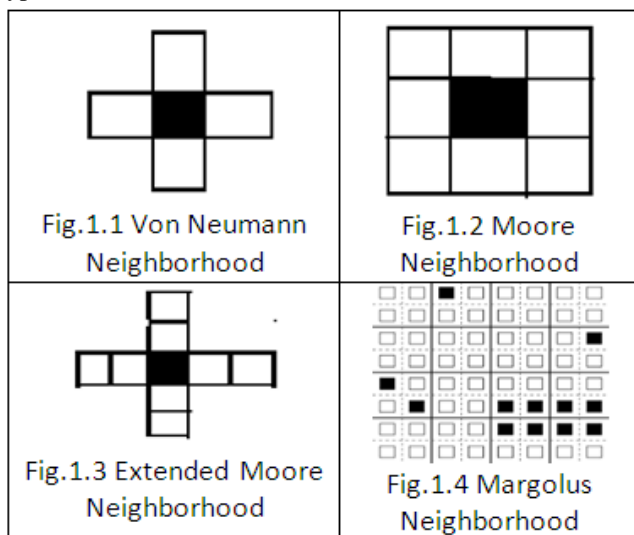 Fig.1.1 Von Neumann
Neighborhood
Fig.1.2 Moore
Neighborhood
Fig.1.3 Extended Moore
Neighborhood
Fig.1.4 Margolus
Neighborhood